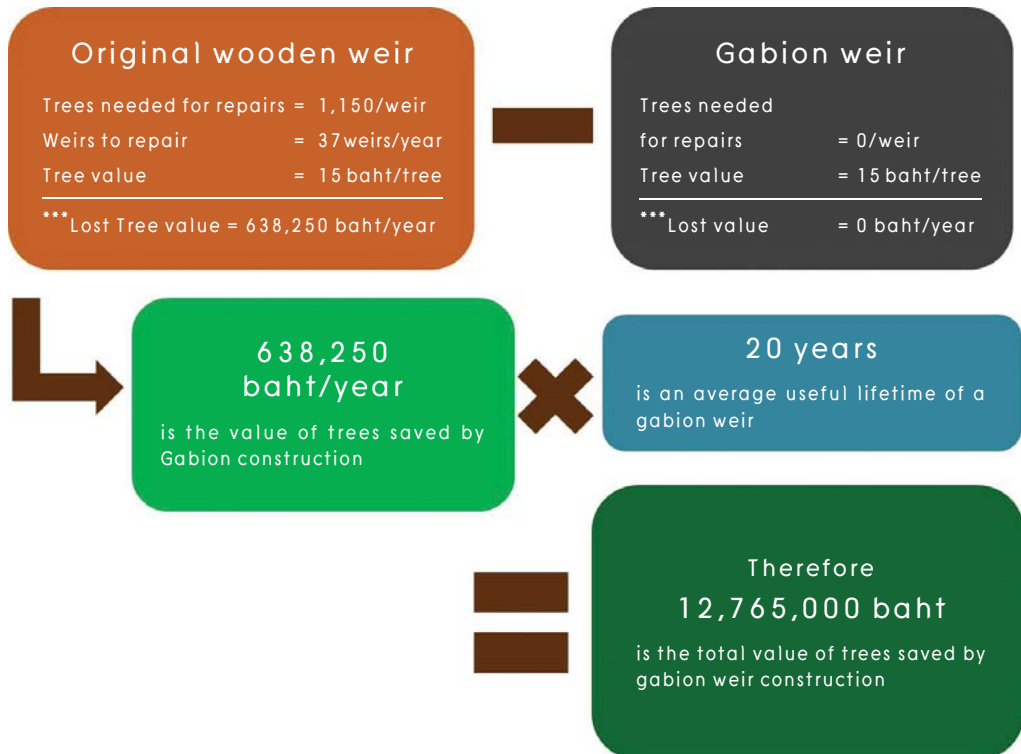 Original wooden weir
Trees needed for repairs = 1,150/weir
Weirs to repair = 37weirs/year
Tree value = 15 baht/tree
***Lost Tree value = 638,250 baht/year
Gabion weir
Trees needed
for repairs = 0/weir
Tree value = 15 baht/tree
***Lost value = 0 baht/year
638,250
baht/year
is the value of trees saved by
Gabion construction
20 years
is an average useful lifetime of a
gabion weir
Therefore
12,765,000 baht
is the total value of trees saved by
gabion weir construction